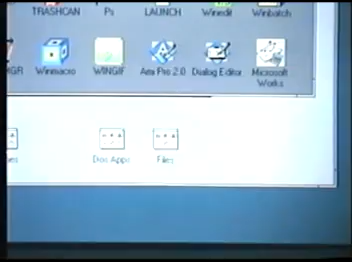 TRASHCAN Ps LAUNCH Winedit Winbatch
MGR Winmacro WINGIF Ami Pro 2.0 Dialog Editor Microsoft Works
Dos Apps Files